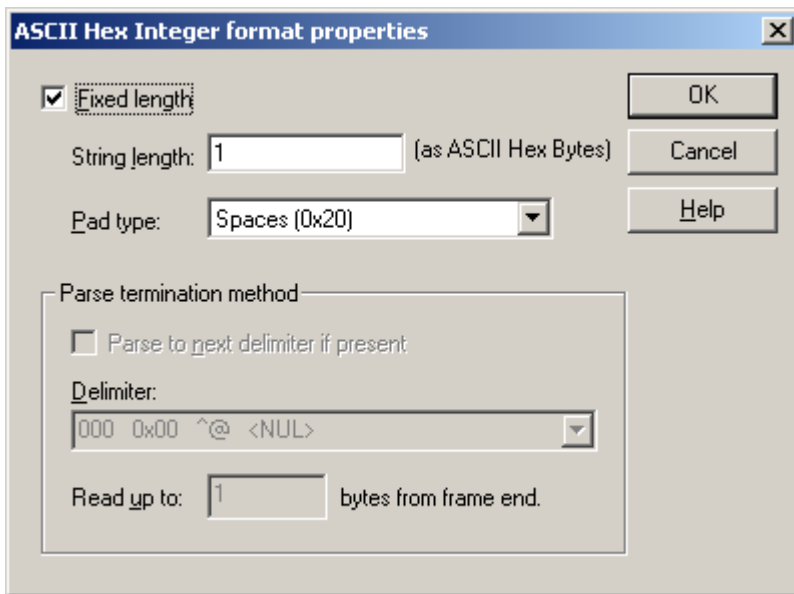 ASCII Hex Integer format properties
Fixed length
OK
String length: 1 (as ASCII Hex Bytes)
Cancel
Pad type: Spaces (0x20)
Help
Parse termination method
Parse to next delimiter if present
Delimiter:
000 0x00 ^@ <NUL>
Read up to: 1 bytes from frame end.